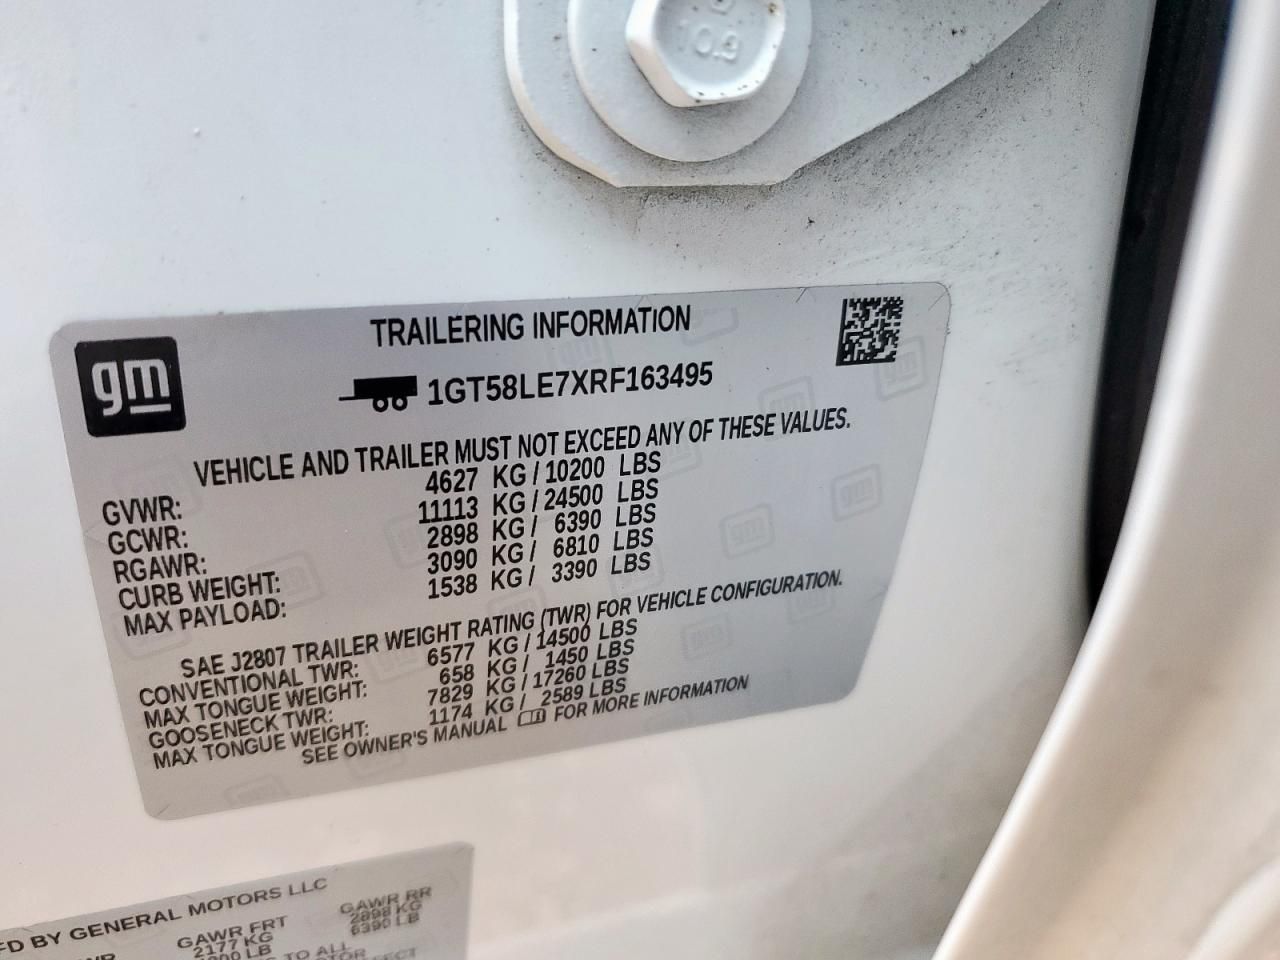 10.9
gm
TRAILERING INFORMATION
1GT58LE7XRF163495
VEHICLE AND TRAILER MUST NOT EXCEED ANY OF THESE VALUES.
GVWR: 4627 KG / 10200 LBS
GCWR: 11113 KG / 24500 LBS
RGAWR: 2898 KG / 6390 LBS
CURB WEIGHT: 3090 KG / 6810 LBS
MAX PAYLOAD: 1538 KG / 3390 LBS
SAE J2807 TRAILER WEIGHT RATING (TWR) FOR VEHICLE CONFIGURATION.
CONVENTIONAL TWR: 6577 KG / 14500 LBS
MAX TONGUE WEIGHT: 658 KG / 1450 LBS
GOOSENECK TWR: 7829 KG / 17260 LBS
MAX TONGUE WEIGHT: 1174 KG / 2589 LBS
SEE OWNER'S MANUAL FOR MORE INFORMATION
FD BY GENERAL MOTORS LLC
GAWR FRT GAWR RR
2177 KG 2898 KG
LB 6390 LB
TO ALL